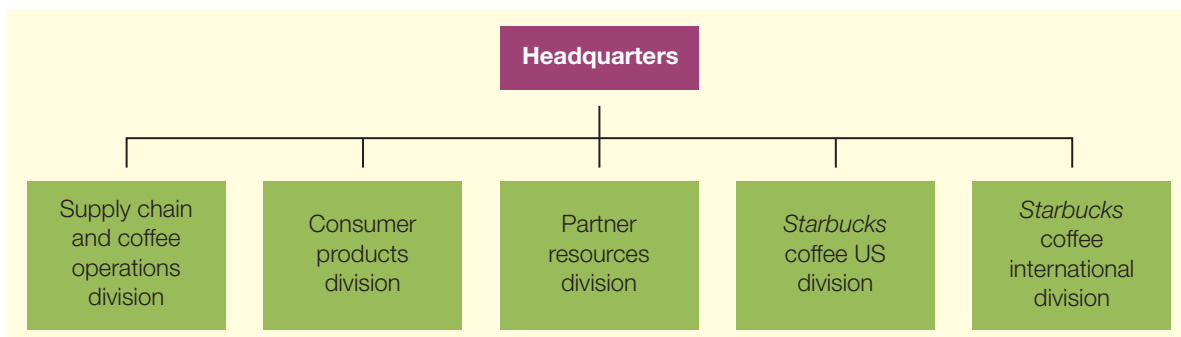 Headquarters
Supply chain
and coffee
operations
division
Consumer
products
division
Partner
resources
division
Starbucks
coffee US
division
Starbucks
coffee
international
division